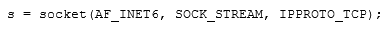 s = socket(AF_INET6, SOCK_STREAM, IPPROTO_TCP);